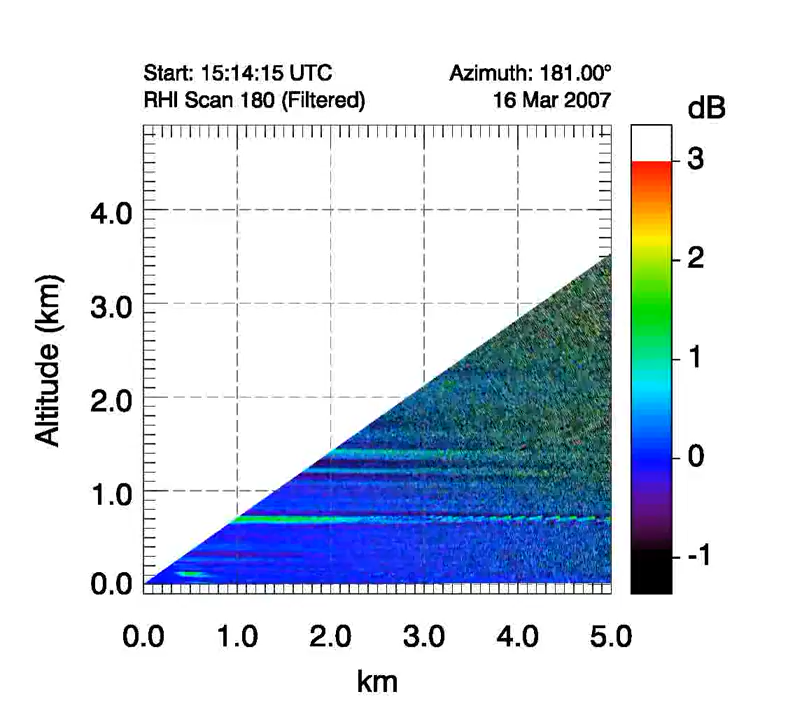 Start: 15:14:15 UTC
Azimuth: 181.00°
RHI Scan 180 (Filtered)
16 Mar 2007
dB
3
2
1
0
-1
Altitude (km)
4.0
3.0
2.0
1.0
0.0
0.0 1.0 2.0 3.0 4.0 5.0
km